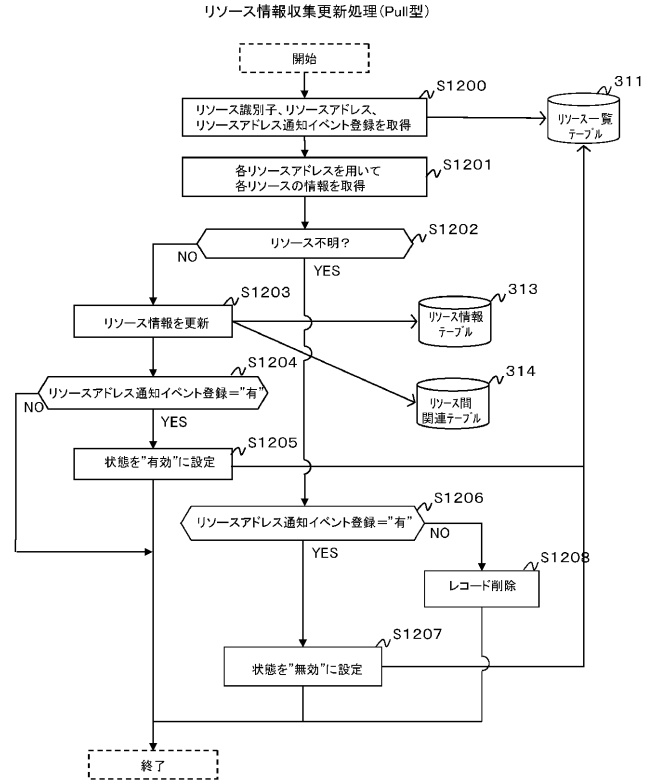 リソース情報収集更新処理(Pull型)
開始
S1200
311
リソース識別子、リソースアドレス、
リソースアドレス通知イベント登録を取得
リソース一覧
テーブル
S1201
各リソースアドレスを用いて
各リソースの情報を取得
S1202
リソース不明?
NO
YES
S1203
313
リソース情報を更新
リソース情報
テーブル
S1204
314
リソースアドレス通知イベント登録="有"
リソース間
関連テーブル
NO
YES
S1205
状態を"有効"に設定
S1206
リソースアドレス通知イベント登録="有"
NO
YES
S1208
レコード削除
S1207
状態を"無効"に設定
終了